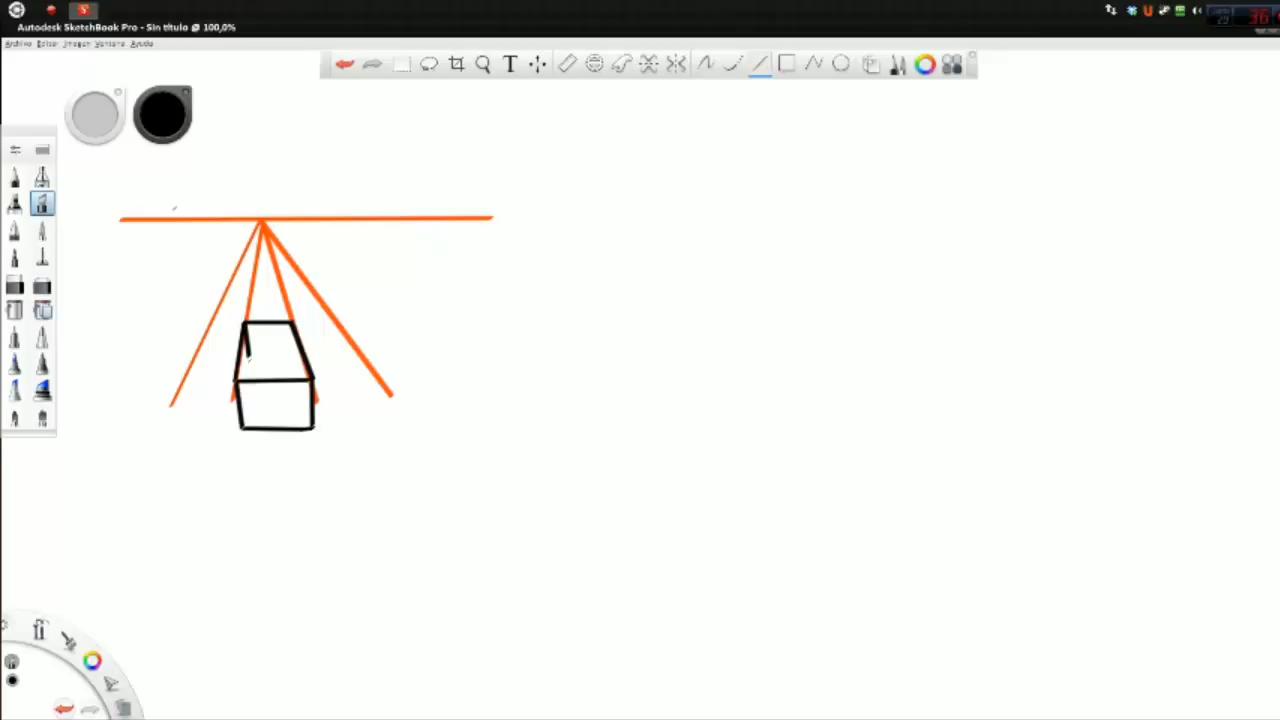 Autodesk SketchBook Pro - Sin título @ 100,0%
Archivo Editar Imagen Ventana Ayuda
T